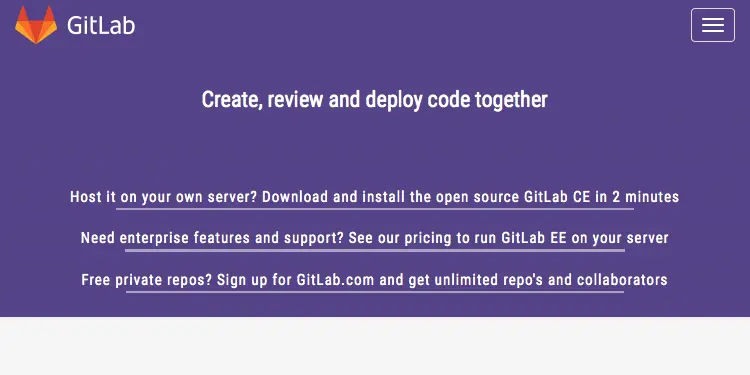 GitLab
Create, review and deploy code together
Host it on your own server? Download and install the open source GitLab CE in 2 minutes
Need enterprise features and support? See our pricing to run GitLab EE on your server
Free private repos? Sign up for GitLab.com and get unlimited repo's and collaborators